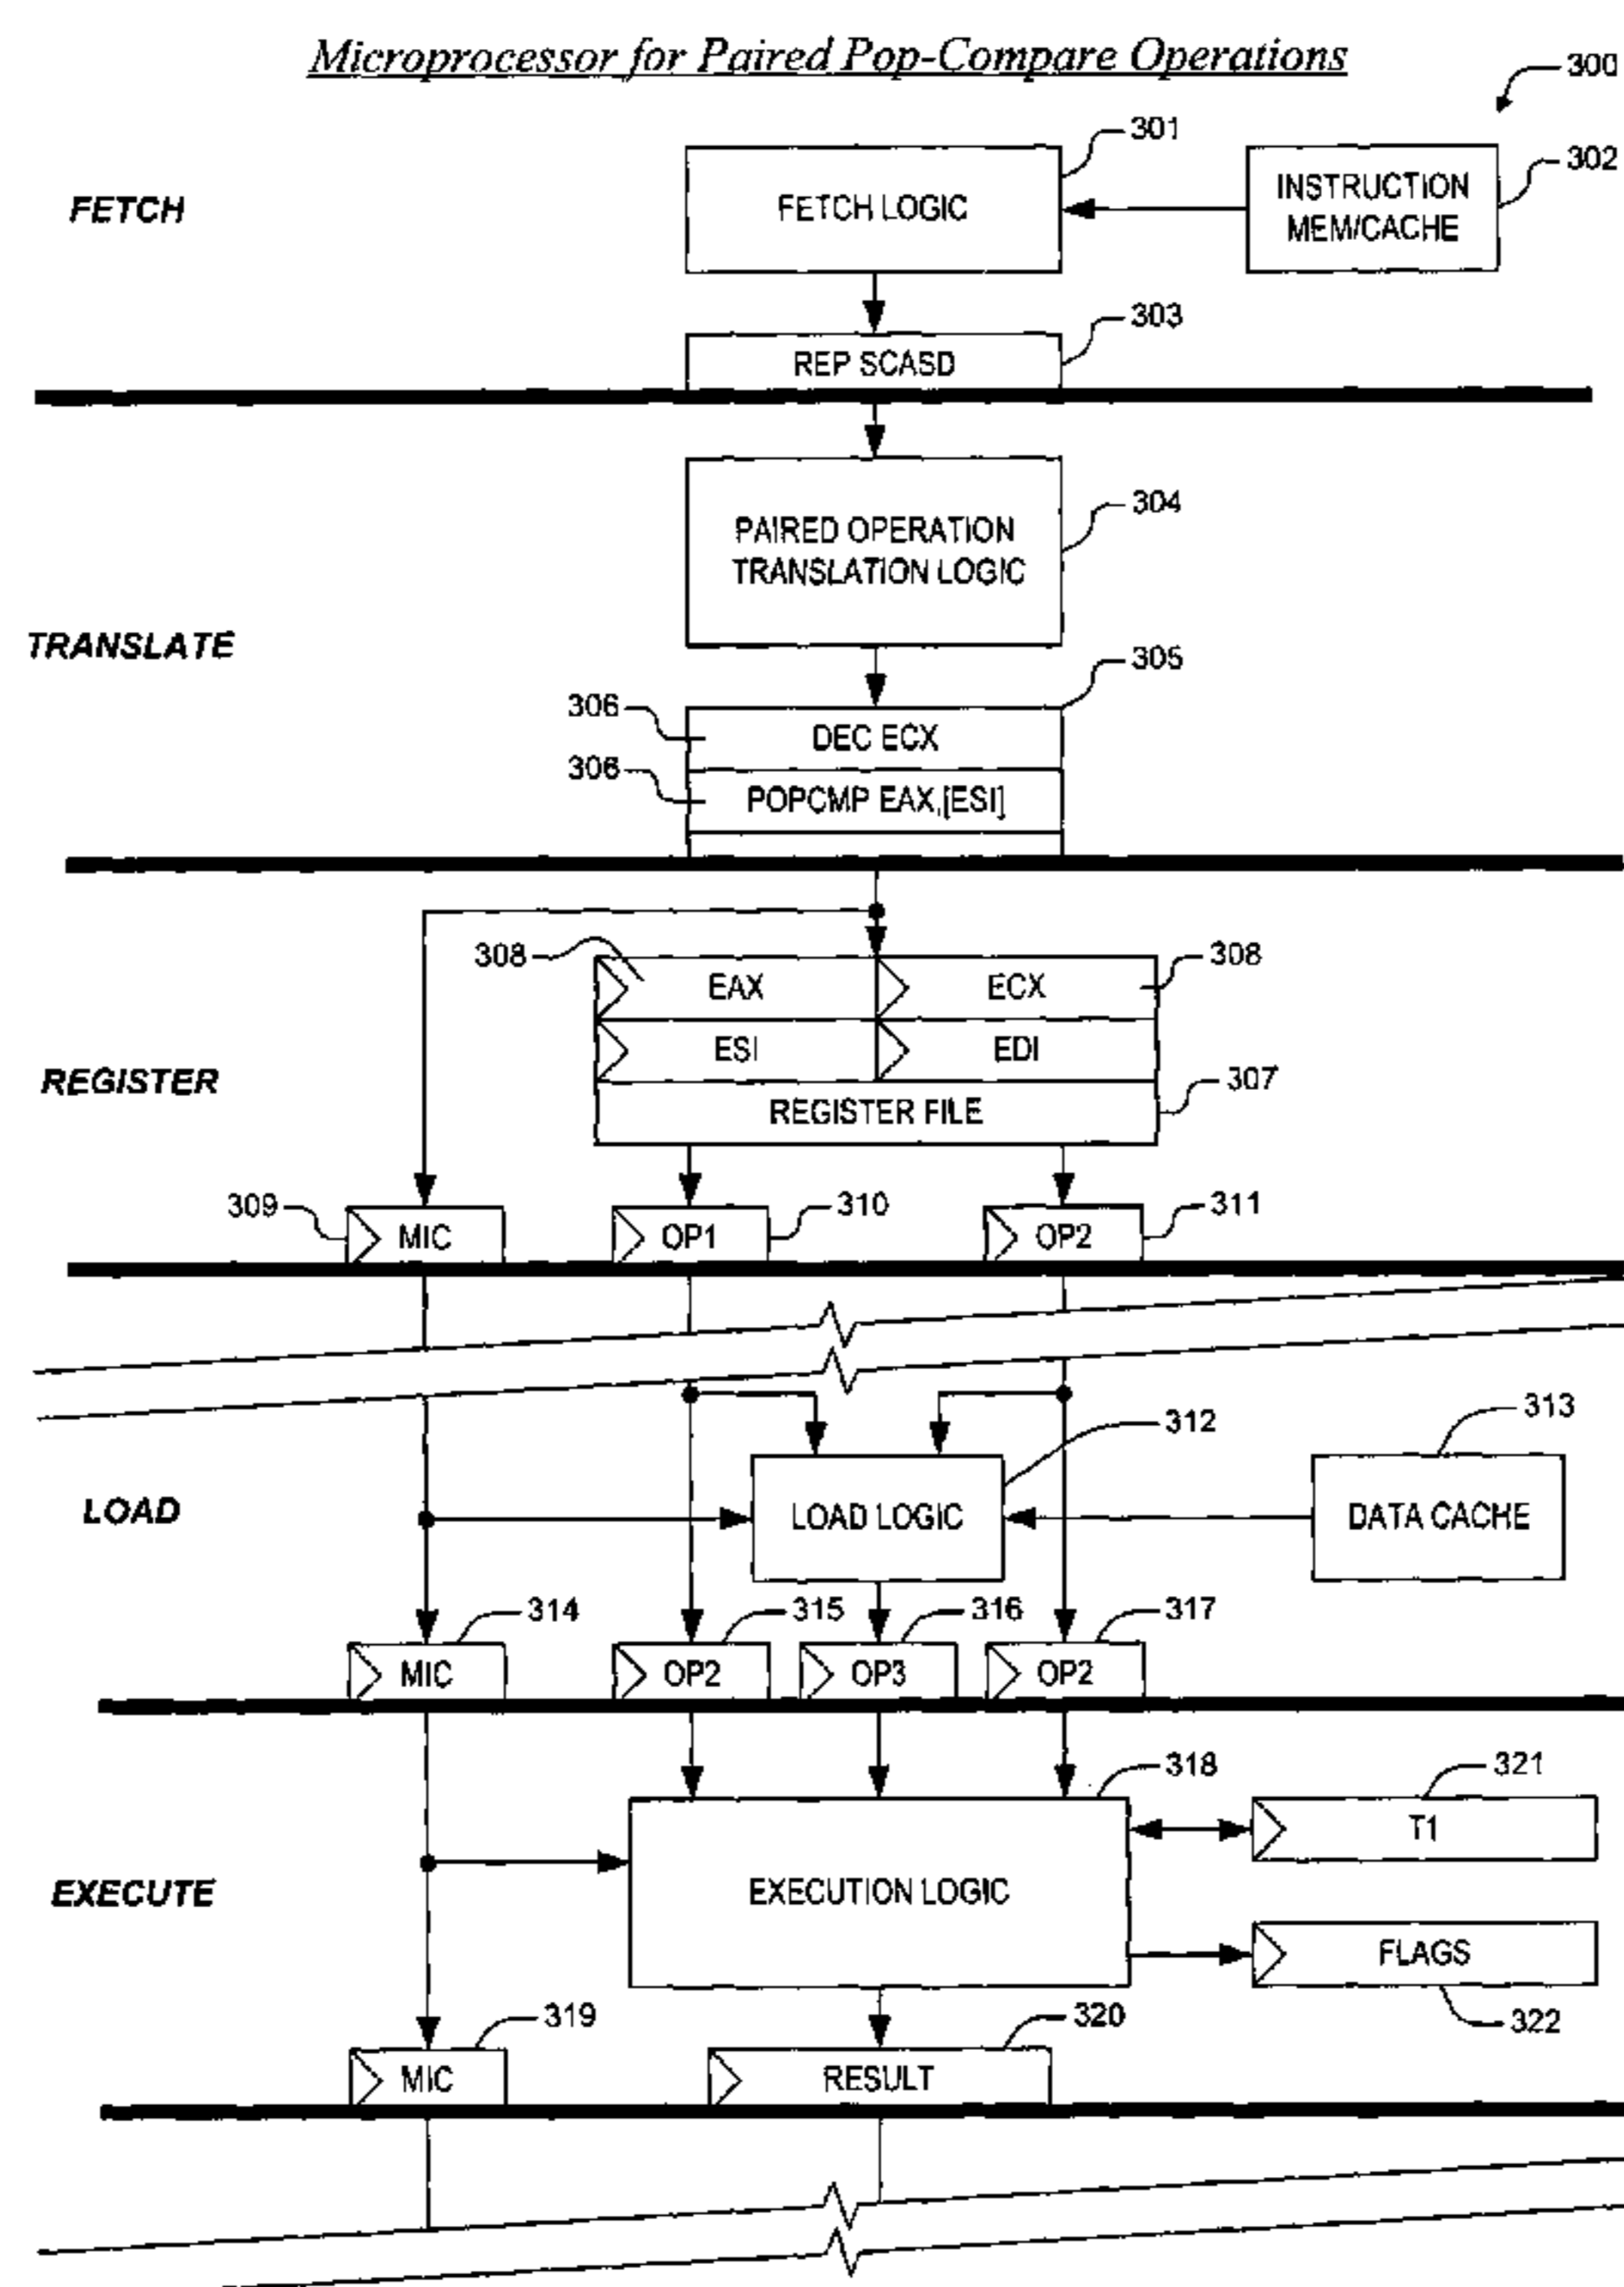 Microprocessor for Paired Pop-Compare Operations
300
301
302
FETCH
FETCH LOGIC
INSTRUCTION
MEM/CACHE
303
REP SCASD
304
PAIRED OPERATION
TRANSLATION LOGIC
TRANSLATE
305
306
DEC ECX
306
POPCMP EAX,[ESI]
308
EAX
ECX
308
ESI
EDI
REGISTER
REGISTER FILE
307
309
MIC
OP1
310
OP2
311
312
313
LOAD
LOAD LOGIC
DATA CACHE
314
315
316
317
MIC
OP2
OP3
OP2
318
321
T1
EXECUTE
EXECUTION LOGIC
FLAGS
322
319
320
MIC
RESULT